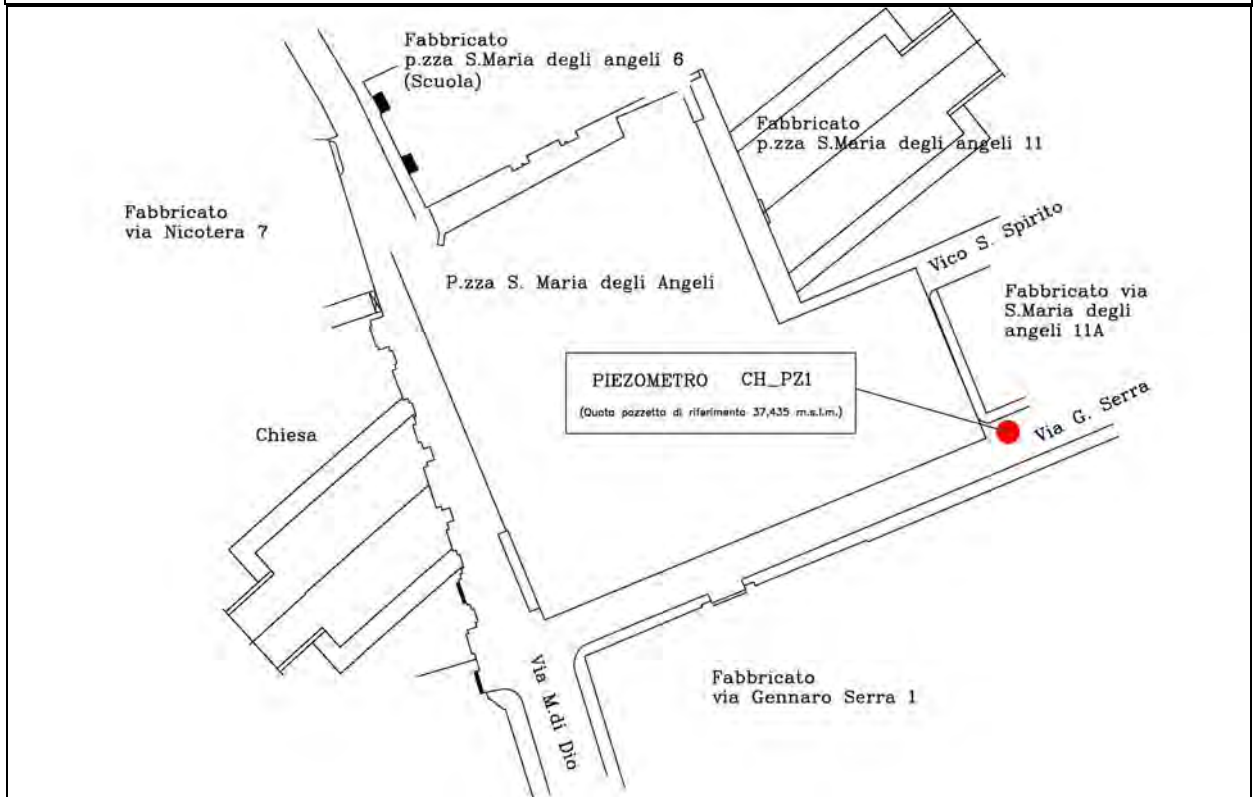 Fabbricato
p.zza S.Maria degli angeli 6
(Scuola)
Fabbricato
p.zza S.Maria degli angeli 11
Fabbricato
via Nicotera 7
Vico S. Spirito
P.zza S. Maria degli Angeli
Fabbricato via
S.Maria degli
angeli 11A
PIEZOMETRO CH_PZ1
(Quota pozzetto di riferimento 37,435 m.s.l.m.)
Via G. Serra
Chiesa
Via M.di Dio
Fabbricato
via Gennaro Serra 1